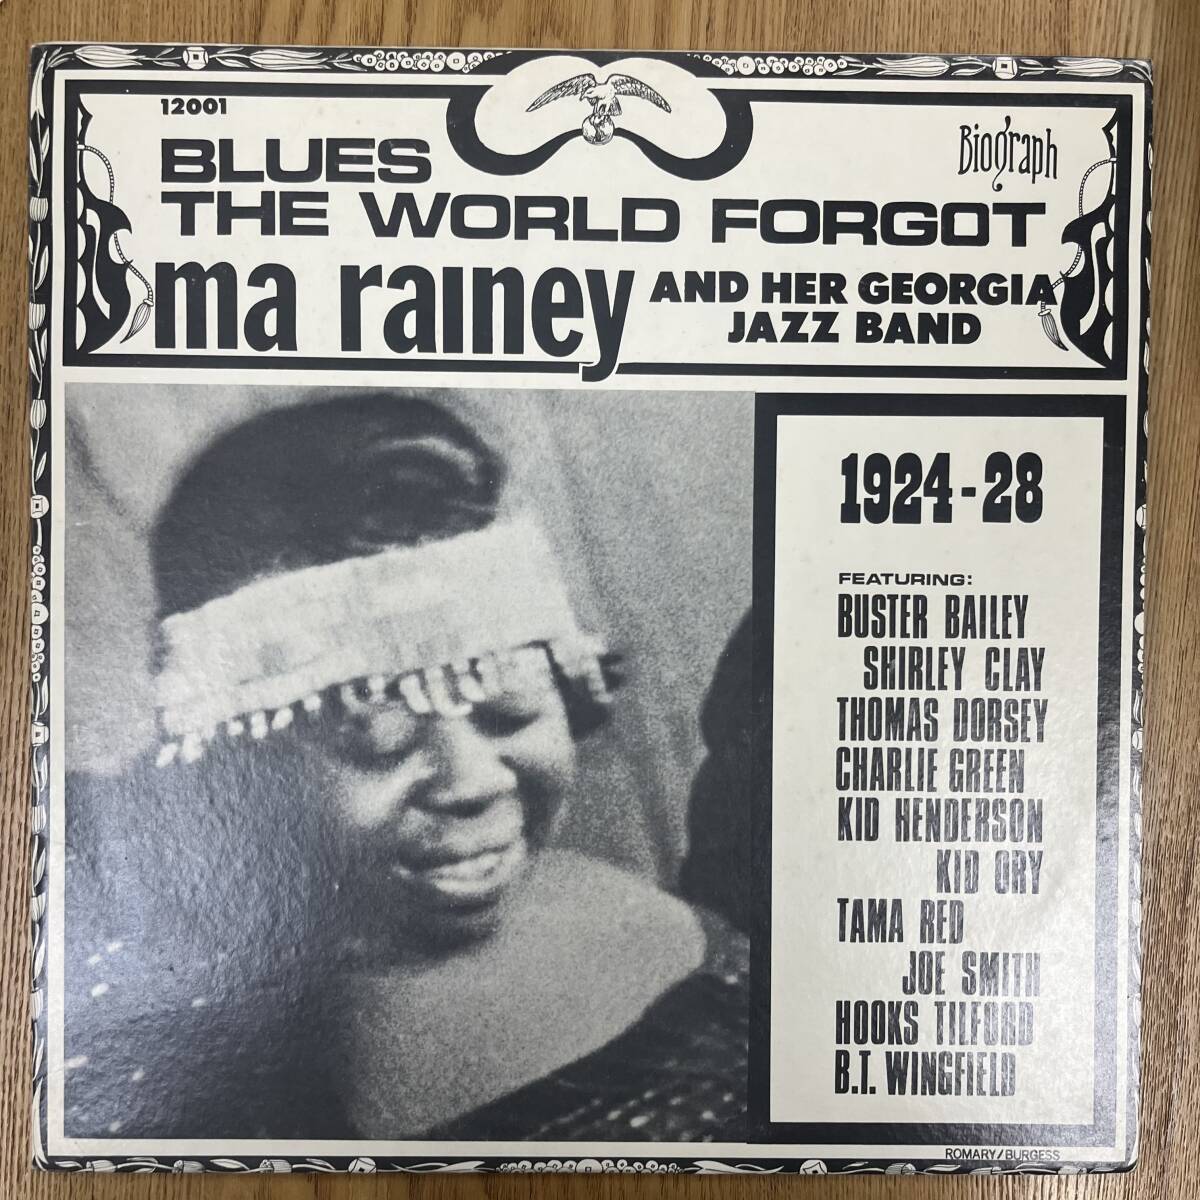 12001
Biograph
BLUES
THE WORLD FORGOT
ma rainey AND HER GEORGIA
JAZZ BAND
1924-28
FEATURING:
BUSTER BAILEY
SHIRLEY CLAY
THOMAS DORSEY
CHARLIE GREEN
KID HENDERSON
KID ORY
TAMA RED
JOE SMITH
HOOKS TILFORD
B.T. WINGFIELD
ROMARY/BURGESS